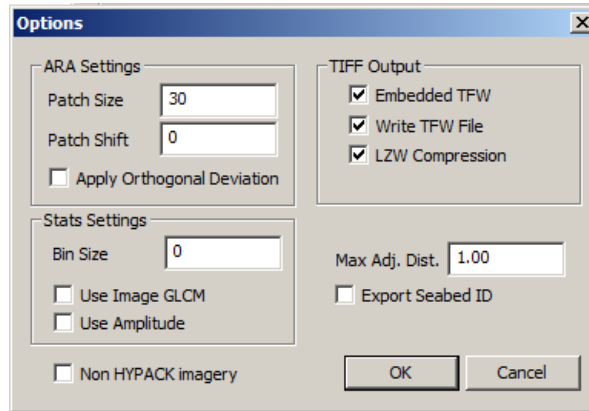 Options
ARA Settings
Patch Size 30
Patch Shift 0
Apply Orthogonal Deviation
TIFF Output
Embedded TFW
Write TFW File
LZW Compression
Stats Settings
Bin Size 0
Use Image GLCM
Use Amplitude
Max Adj. Dist. 1.00
Export Seabed ID
Non HYPACK imagery
OK
Cancel